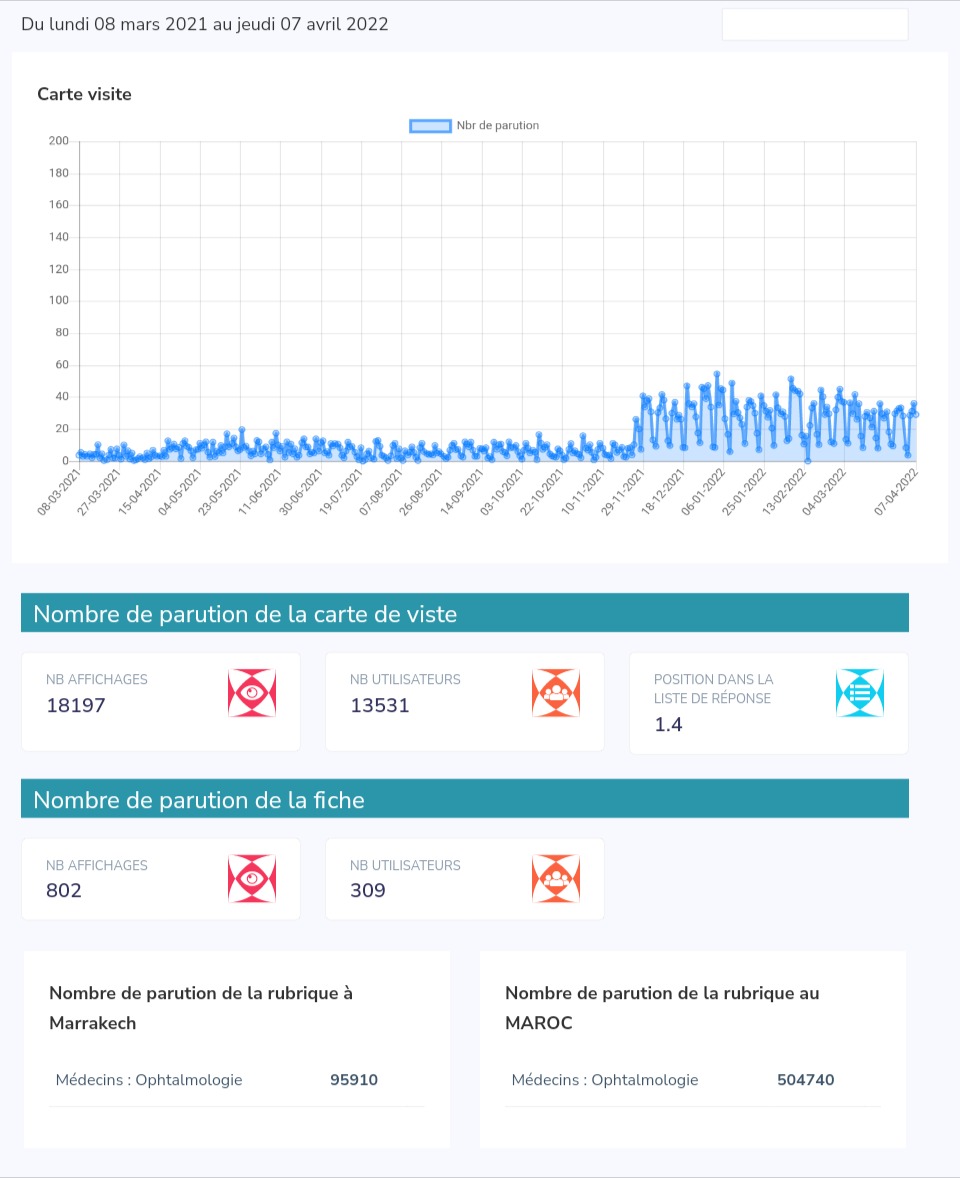 Du lundi 08 mars 2021 au jeudi 07 avril 2022
Carte visite
Nbr de parution
200
180
160
140
120
100
80
60
40
20
0
08-03-2021
27-03-2021
15-04-2021
04-05-2021
23-05-2021
11-06-2021
30-06-2021
19-07-2021
07-08-2021
26-08-2021
14-09-2021
03-10-2021
22-10-2021
10-11-2021
29-11-2021
18-12-2021
06-01-2022
25-01-2022
13-02-2022
04-03-2022
07-04-2022
Nombre de parution de la carte de viste
NB AFFICHAGES
18197
NB UTILISATEURS
13531
POSITION DANS LA
LISTE DE RÉPONSE
1.4
Nombre de parution de la fiche
NB AFFICHAGES
802
NB UTILISATEURS
309
Nombre de parution de la rubrique à
Marrakech
Médecins : Ophtalmologie 95910
Nombre de parution de la rubrique au
MAROC
Médecins : Ophtalmologie 504740